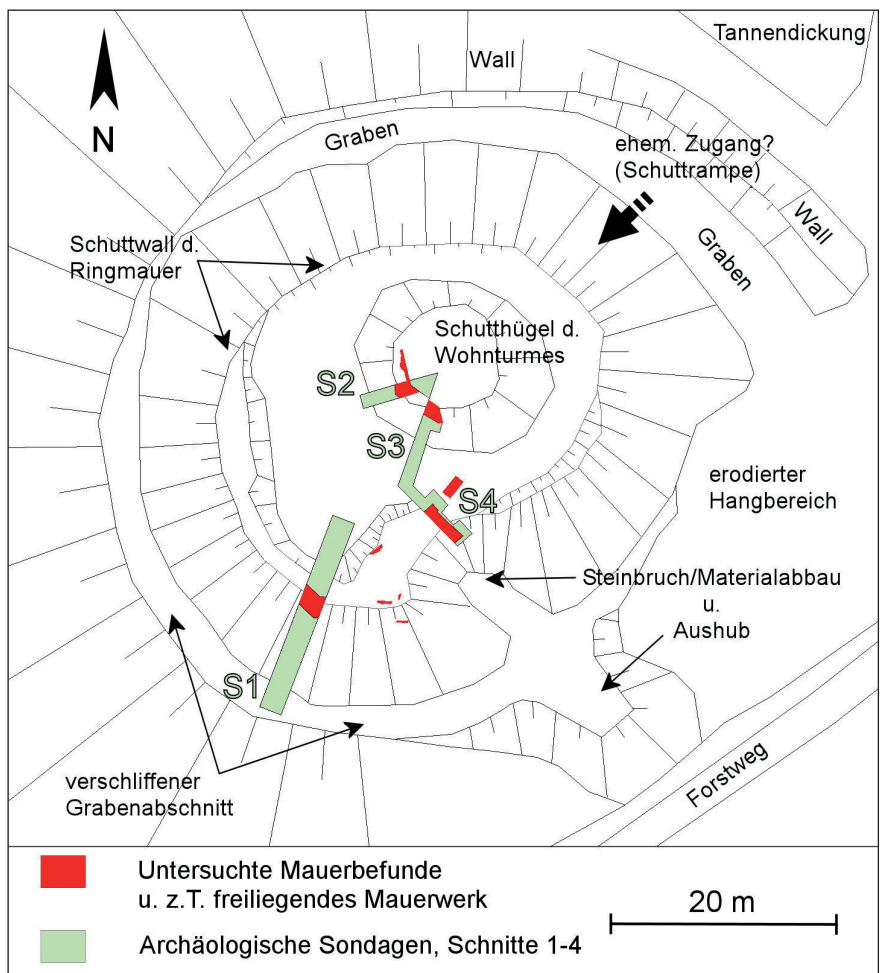 Tannendickung
Wall
N
Graben
ehem. Zugang?
(Schuttrampe)
Wall
Graben
Schuttwall d.
Ringmauer
Schutthügel d.
Wohnturmes
S2
S3
S4
erodierter
Hangbereich
Steinbruch/Materialabbau
u.
Aushub
S1
verschliffener
Grabenabschnitt
Forstweg
Untersuchte Mauerbefunde
u. z.T. freiliegendes Mauerwerk
20 m
Archäologische Sondagen, Schnitte 1-4